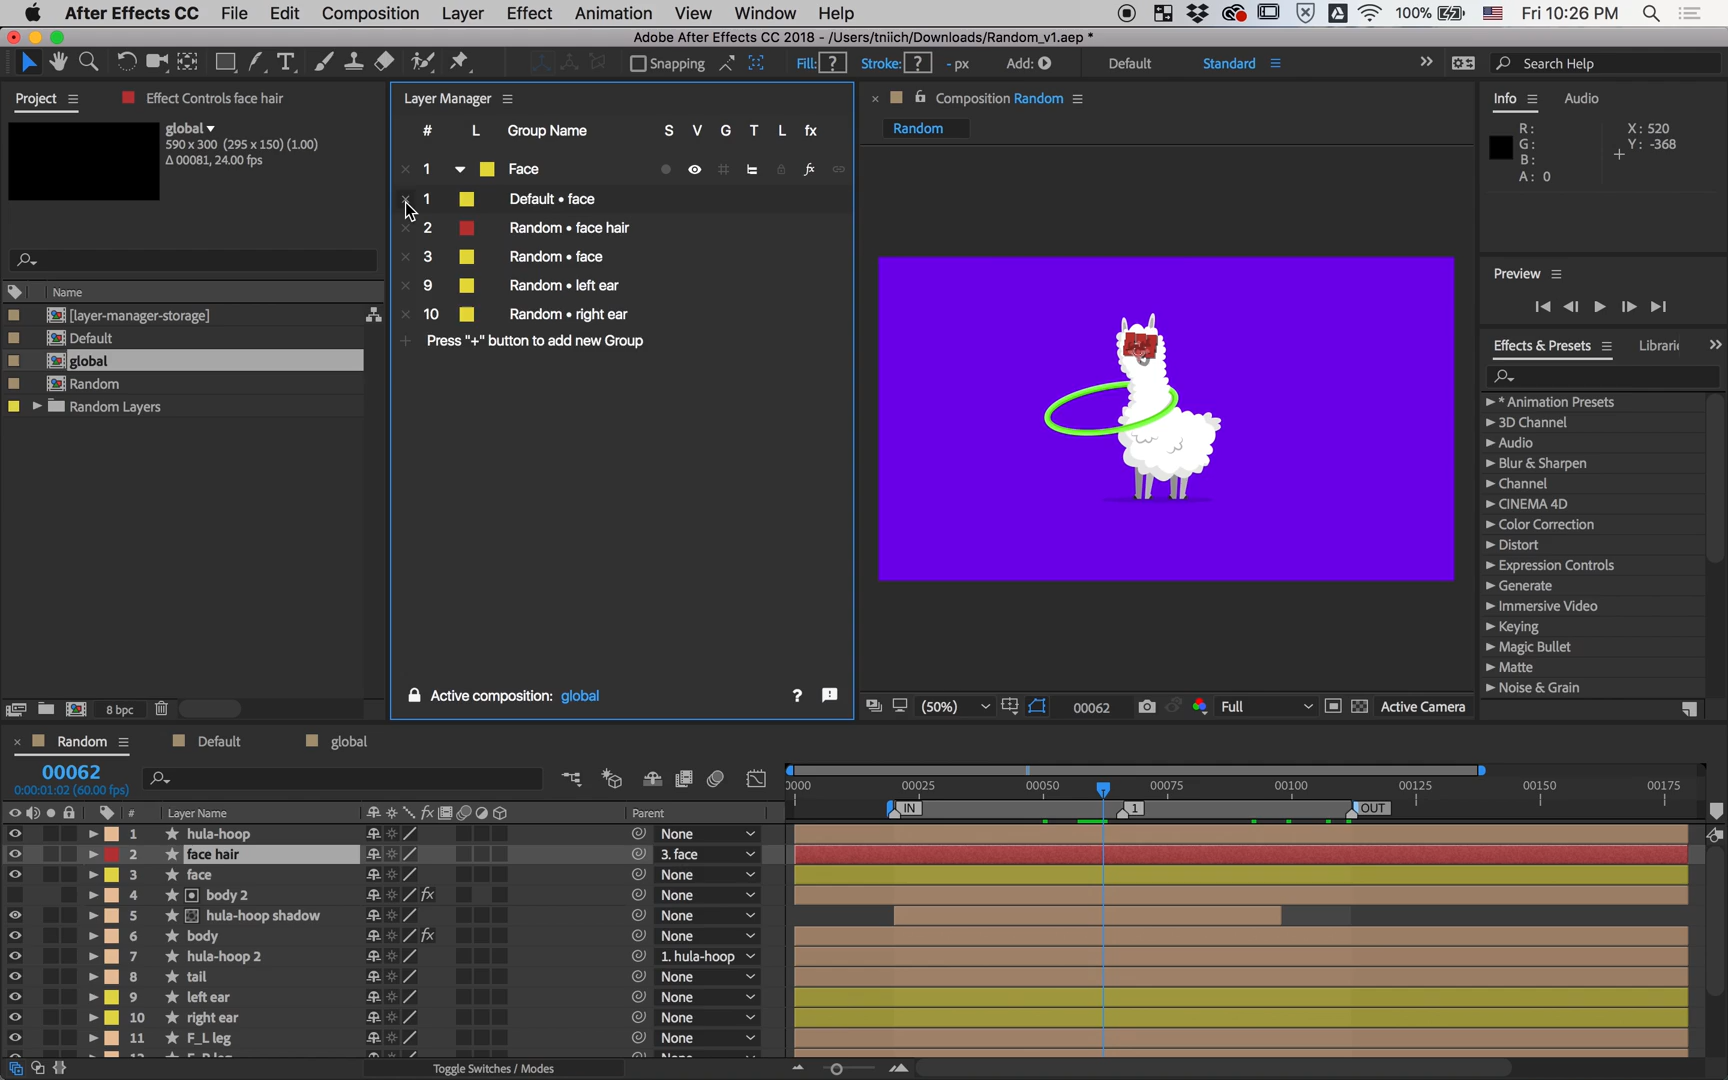 After Effects CC File Edit Composition Layer Effect Animation View Window Help 100% Fri 10:26 PM
Adobe After Effects CC 2018 - /Users/tniich/Downloads/Random_v1.aep *
Snapping Fill: ? Stroke: ? - px Add: Default Standard Search Help
Project Effect Controls face hair
global
590 x 300 (295 x 150) (1.00)
Δ 00081, 24.00 fps
Name
[layer-manager-storage]
Default
global
Random
Random Layers
8 bpc
Layer Manager
# L Group Name S V G T L fx
1 Face fx
1 Default • face
2 Random • face hair
3 Random • face
9 Random • left ear
10 Random • right ear
+ Press "+" button to add new Group
Active composition: global ?
Composition Random
Random
(50%) 00062 Full Active Camera
Info Audio
R: X: 520
G: Y: -368
B:
A: 0
Preview
Effects & Presets Librari
* Animation Presets
3D Channel
Audio
Blur & Sharpen
Channel
CINEMA 4D
Color Correction
Distort
Expression Controls
Generate
Immersive Video
Keying
Magic Bullet
Matte
Noise & Grain
Random Default global
00062
0:00:01:02 (60.00 fps)
0000 00025 00050 00075 00100 00125 00150 00175
IN 1 OUT
# Layer Name fx Parent
1 hula-hoop None
2 face hair 3. face
3 face None
4 body 2 fx None
5 hula-hoop shadow None
6 body fx None
7 hula-hoop 2 1. hula-hoop
8 tail None
9 left ear None
10 right ear None
11 F_L leg None
Toggle Switches / Modes